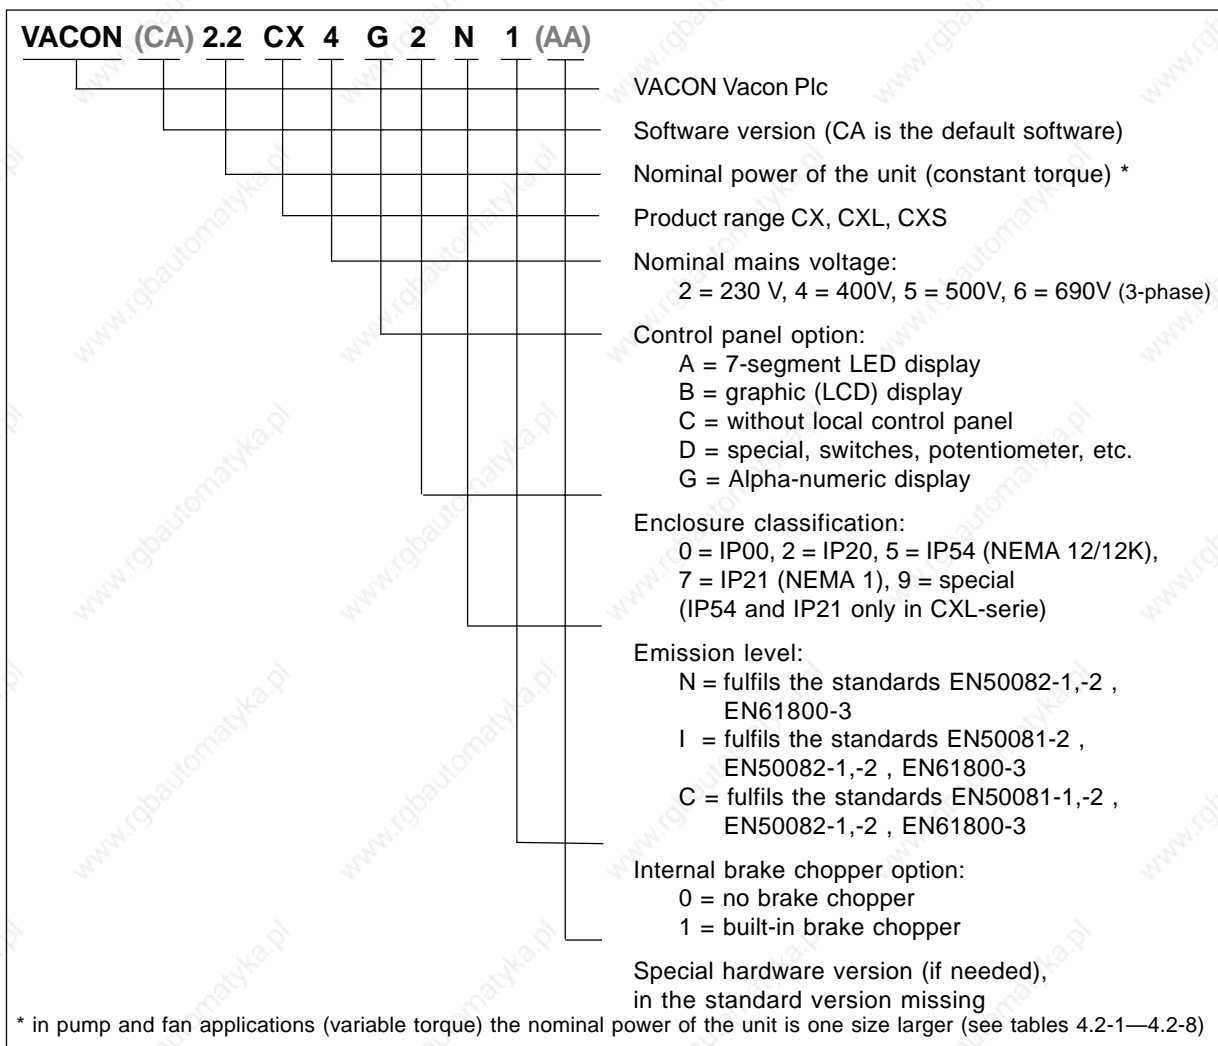 VACON (CA) 2.2 CX 4 G 2 N 1 (AA)
VACON Vacon Plc
Software version (CA is the default software)
Nominal power of the unit (constant torque) *
Product range CX, CXL, CXS
Nominal mains voltage:
2 = 230 V, 4 = 400V, 5 = 500V, 6 = 690V (3-phase)
Control panel option:
A = 7-segment LED display
B = graphic (LCD) display
C = without local control panel
D = special, switches, potentiometer, etc.
G = Alpha-numeric display
Enclosure classification:
0 = IP00, 2 = IP20, 5 = IP54 (NEMA 12/12K),
7 = IP21 (NEMA 1), 9 = special
(IP54 and IP21 only in CXL-serie)
Emission level:
N = fulfils the standards EN50082-1,-2 ,
EN61800-3
I = fulfils the standards EN50081-2 ,
EN50082-1,-2 , EN61800-3
C = fulfils the standards EN50081-1,-2 ,
EN50082-1,-2 , EN61800-3
Internal brake chopper option:
0 = no brake chopper
1 = built-in brake chopper
Special hardware version (if needed),
in the standard version missing
* in pump and fan applications (variable torque) the nominal power of the unit is one size larger (see tables 4.2-1—4.2-8)
www.rgbautomatyka.pl